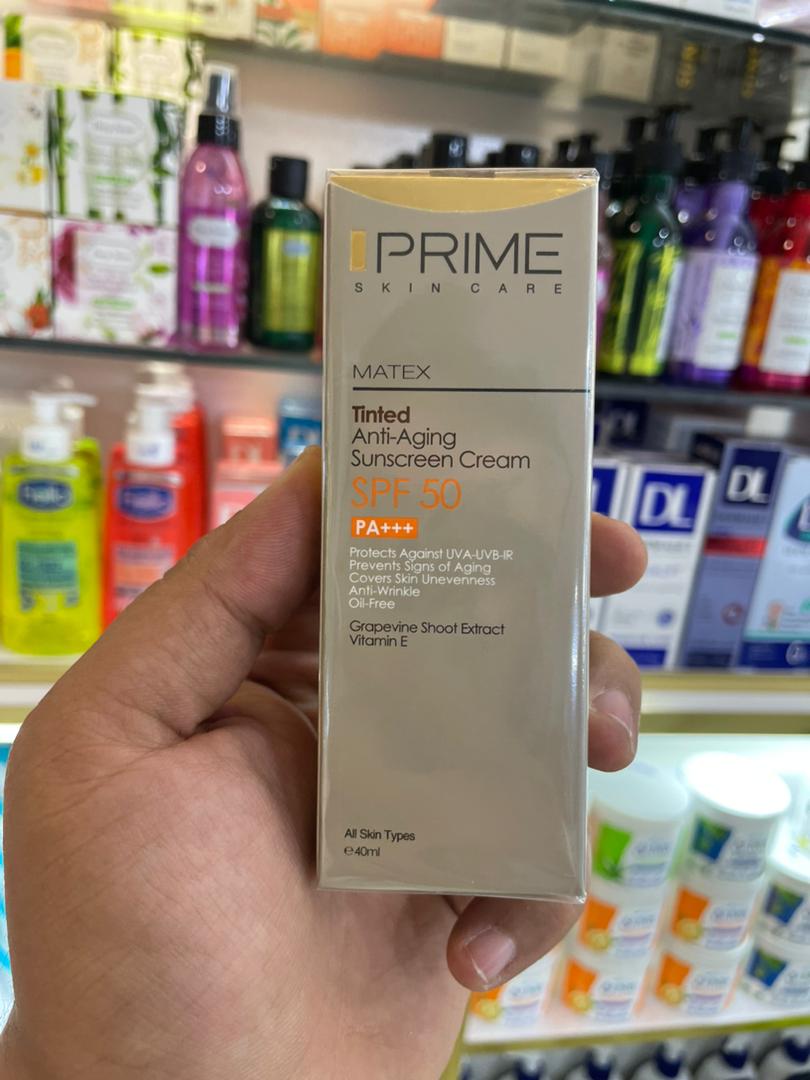 PRIME
SKIN CARE
MATEX
Tinted
Anti-Aging
Sunscreen Cream
SPF 50
PA+++
Protects Against UVA-UVB-IR
Prevents Signs of Aging
Covers Skin Unevenness
Anti-Wrinkle
Oil-Free
Grapevine Shoot Extract
Vitamin E
All Skin Types
℮40ml
DL
DL